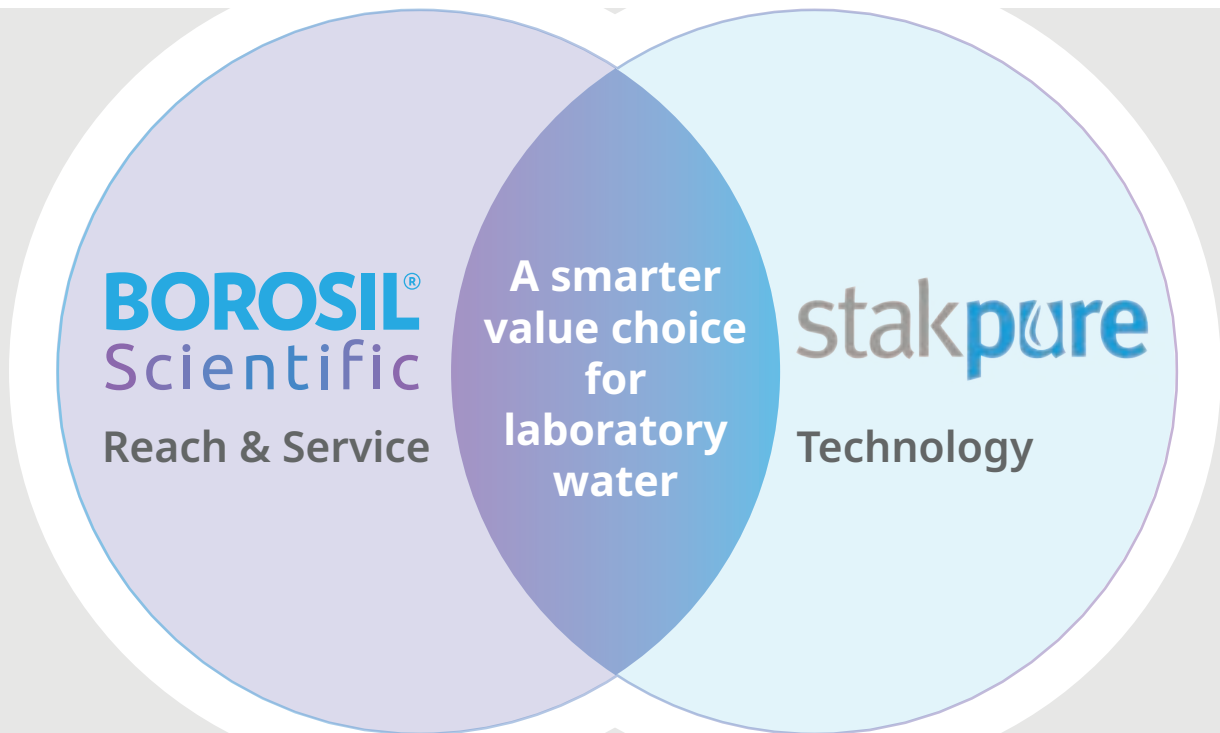 BOROSIL®
Scientific
Reach & Service
A smarter
value choice
for
laboratory
water
stakpure
Technology